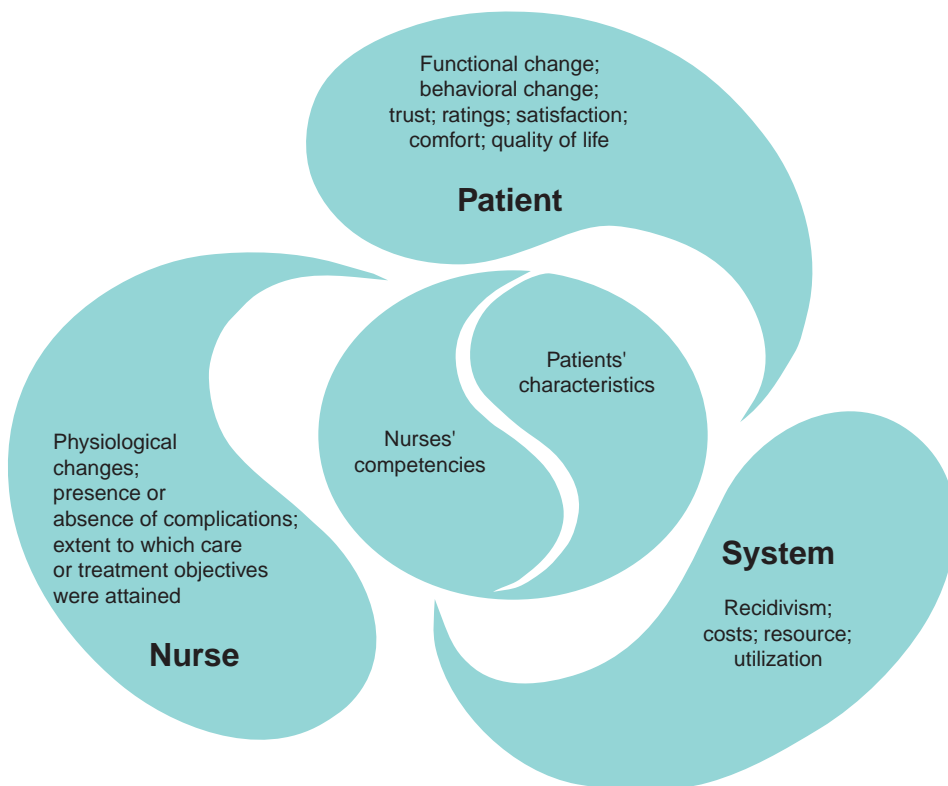 Functional change;
behavioral change;
trust; ratings; satisfaction;
comfort; quality of life
Patient
Patients'
characteristics
Nurses'
competencies
Physiological
changes;
presence or
absence of complications;
extent to which care
or treatment objectives
were attained
Nurse
System
Recidivism;
costs; resource;
utilization